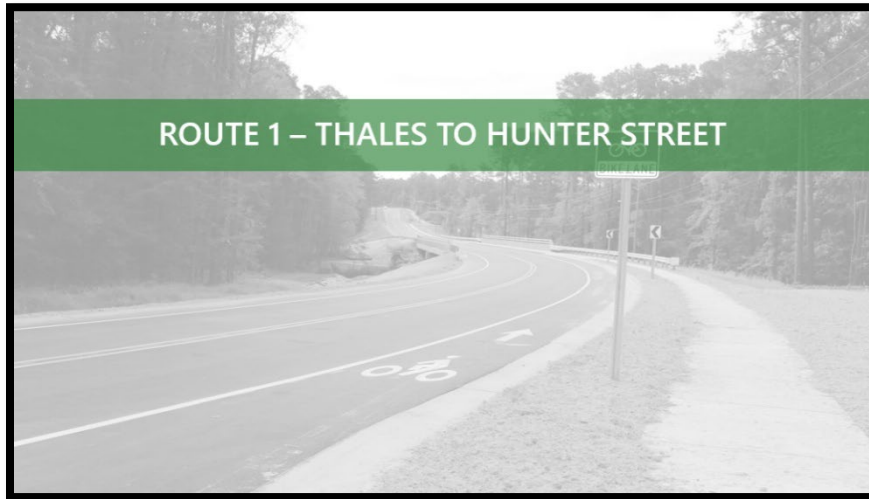 ROUTE 1 – THALES TO HUNTER STREET
BIKE LANE